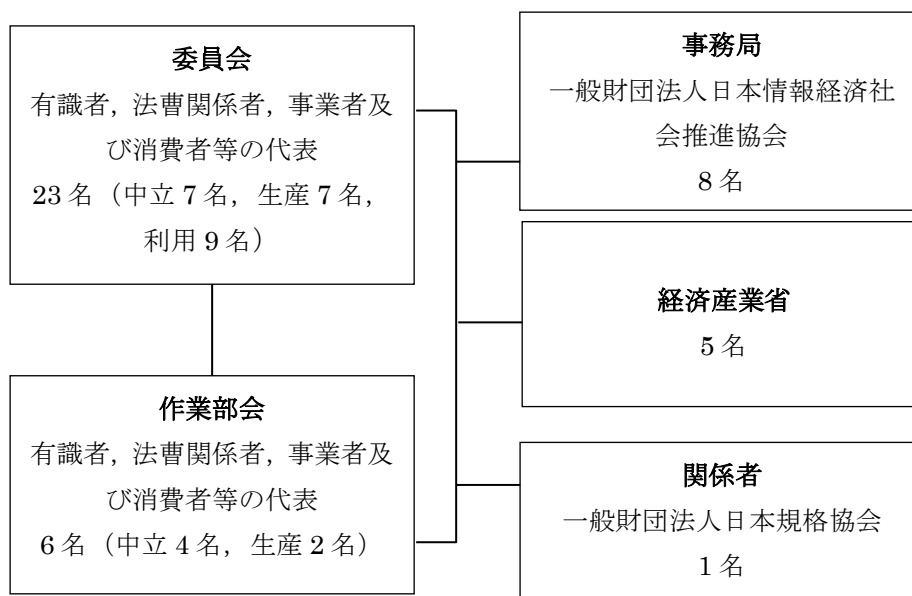 委員会
有識者, 法曹関係者, 事業者及
び消費者等の代表
23 名（中立 7 名, 生産 7 名,
利用 9 名）
作業部会
有識者, 法曹関係者, 事業者及
び消費者等の代表
6 名（中立 4 名, 生産 2 名）
事務局
一般財団法人日本情報経済社
会推進協会
8 名
経済産業省
5 名
関係者
一般財団法人日本規格協会
1 名